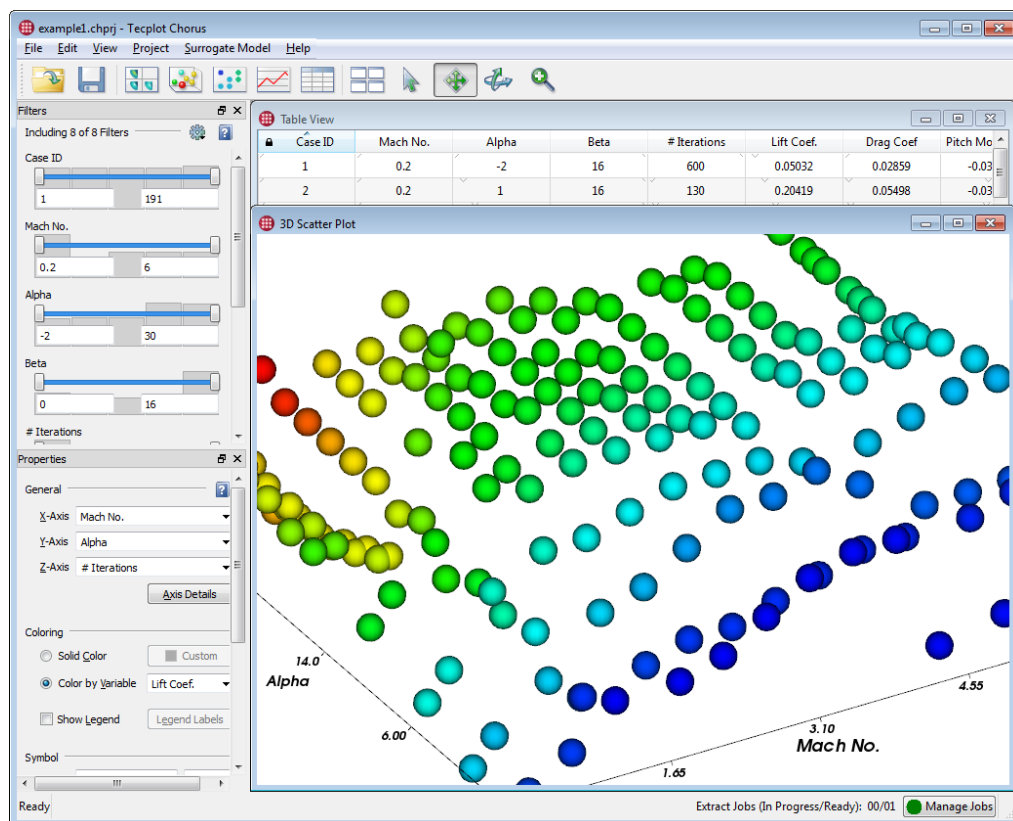 example1.chprj - Tecplot Chorus
File Edit View Project Surrogate Model Help
Filters
Including 8 of 8 Filters
Case ID
1 191
Mach No.
0.2 6
Alpha
-2 30
Beta
0 16
# Iterations
Properties
General
X-Axis Mach No.
Y-Axis Alpha
Z-Axis # Iterations
Axis Details
Coloring
Solid Color Custom
Color by Variable Lift Coef.
Show Legend Legend Labels
Symbol
Table View
Case ID Mach No. Alpha Beta # Iterations Lift Coef. Drag Coef Pitch Mo
1 0.2 -2 16 600 0.05032 0.02859 -0.03
2 0.2 1 16 130 0.20419 0.05498 -0.03
3D Scatter Plot
14.0
Alpha
6.00
4.55
3.10
Mach No.
1.65
Ready
Extract Jobs (In Progress/Ready): 00/01 Manage Jobs